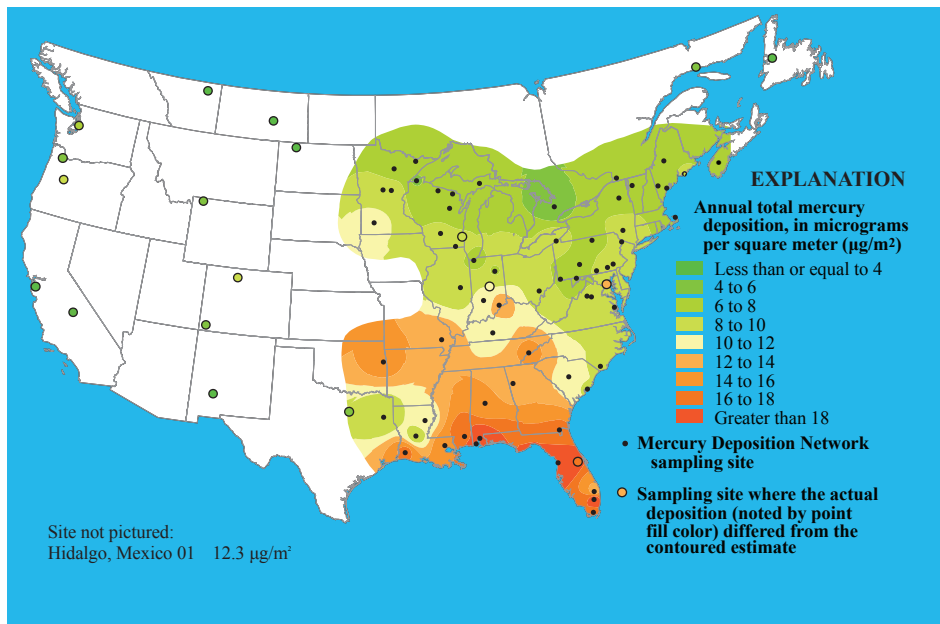 EXPLANATION
Annual total mercury
deposition, in micrograms
per square meter (µg/m²)
Less than or equal to 4
4 to 6
6 to 8
8 to 10
10 to 12
12 to 14
14 to 16
16 to 18
Greater than 18
Mercury Deposition Network
sampling site
Sampling site where the actual
deposition (noted by point
fill color) differed from the
contoured estimate
Site not pictured:
Hidalgo, Mexico 01 12.3 µg/m²